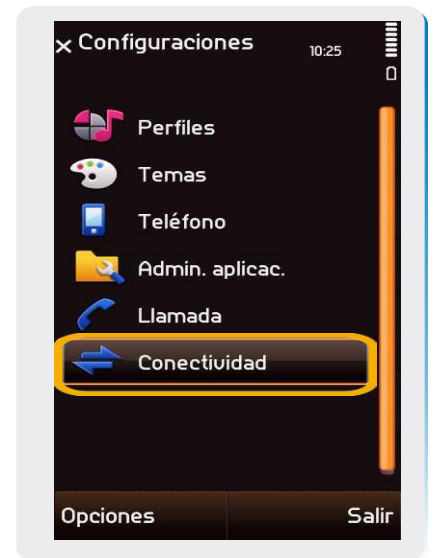 Configuraciones 10:25
Perfiles
Temas
Teléfono
Admin. aplicac.
Llamada
Conectividad
Opciones Salir